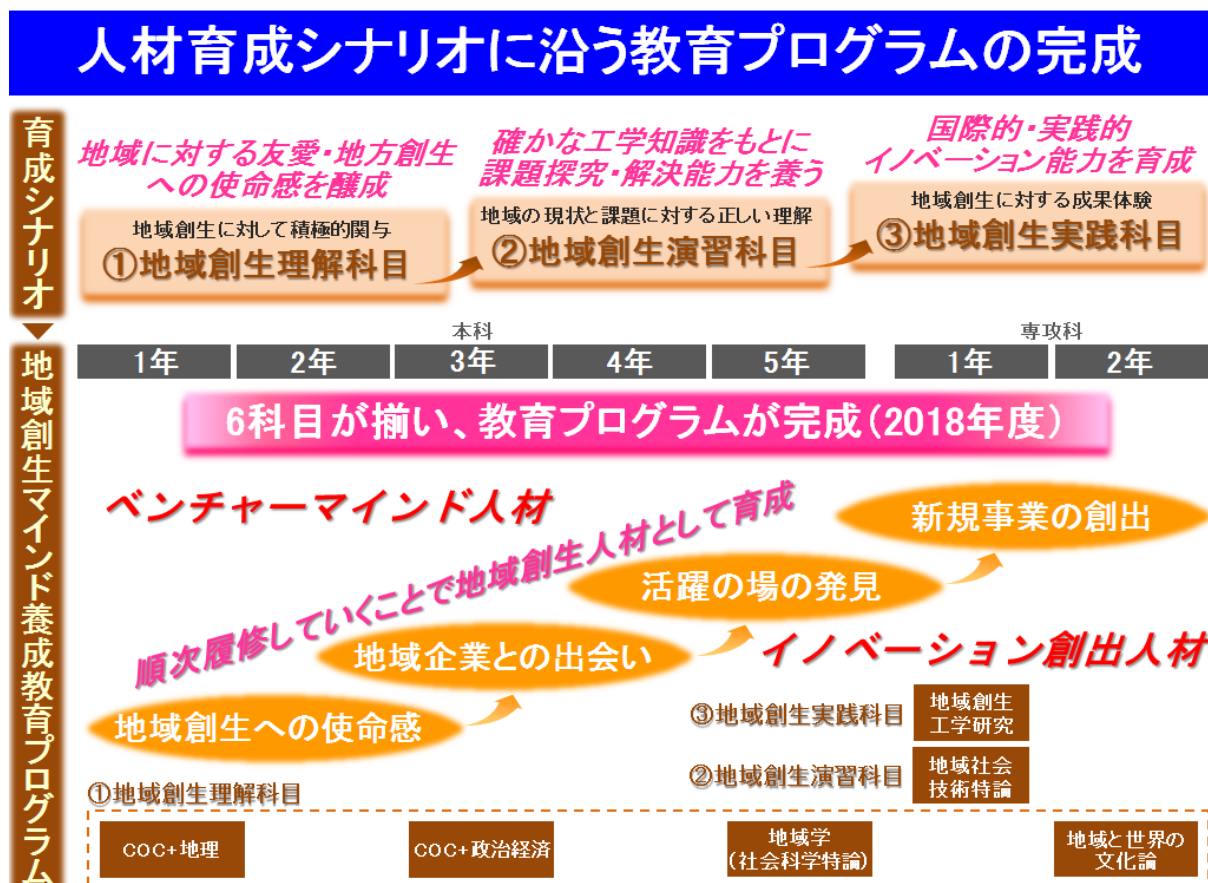 人材育成シナリオに沿う教育プログラムの完成
育成シナリオ
地域に対する友愛・地方創生
への使命感を醸成
地域創生に対して積極的関与
①地域創生理解科目
確かな工学知識をもとに
課題探究・解決能力を養う
地域の現状と課題に対する正しい理解
②地域創生演習科目
国際的・実践的
イノベーション能力を育成
地域創生に対する成果体験
③地域創生実践科目
地域創生マインド養成教育プログラム
本科
専攻科
1年
2年
3年
4年
5年
1年
2年
6科目が揃い、教育プログラムが完成(2018年度)
ベンチャーマインド人材
順次履修していくことで地域創生人材として育成
新規事業の創出
活躍の場の発見
地域企業との出会い
地域創生への使命感
イノベーション創出人材
③地域創生実践科目
地域創生
工学研究
②地域創生演習科目
地域社会
技術特論
①地域創生理解科目
COC+地理
COC+政治経済
地域学
(社会科学特論)
地域と世界の
文化論